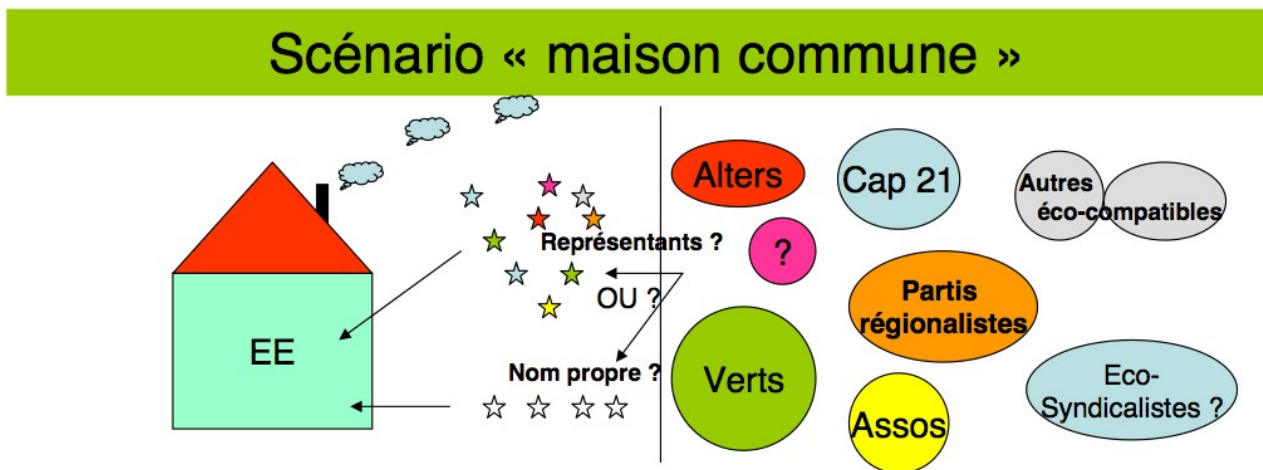 Scénario « maison commune »
EE
Représentants ?
OU ?
Nom propre ?
Alters
Cap 21
Autres
éco-compatibles
?
Partis
régionalistes
Verts
Assos
Eco-
Syndicalistes ?